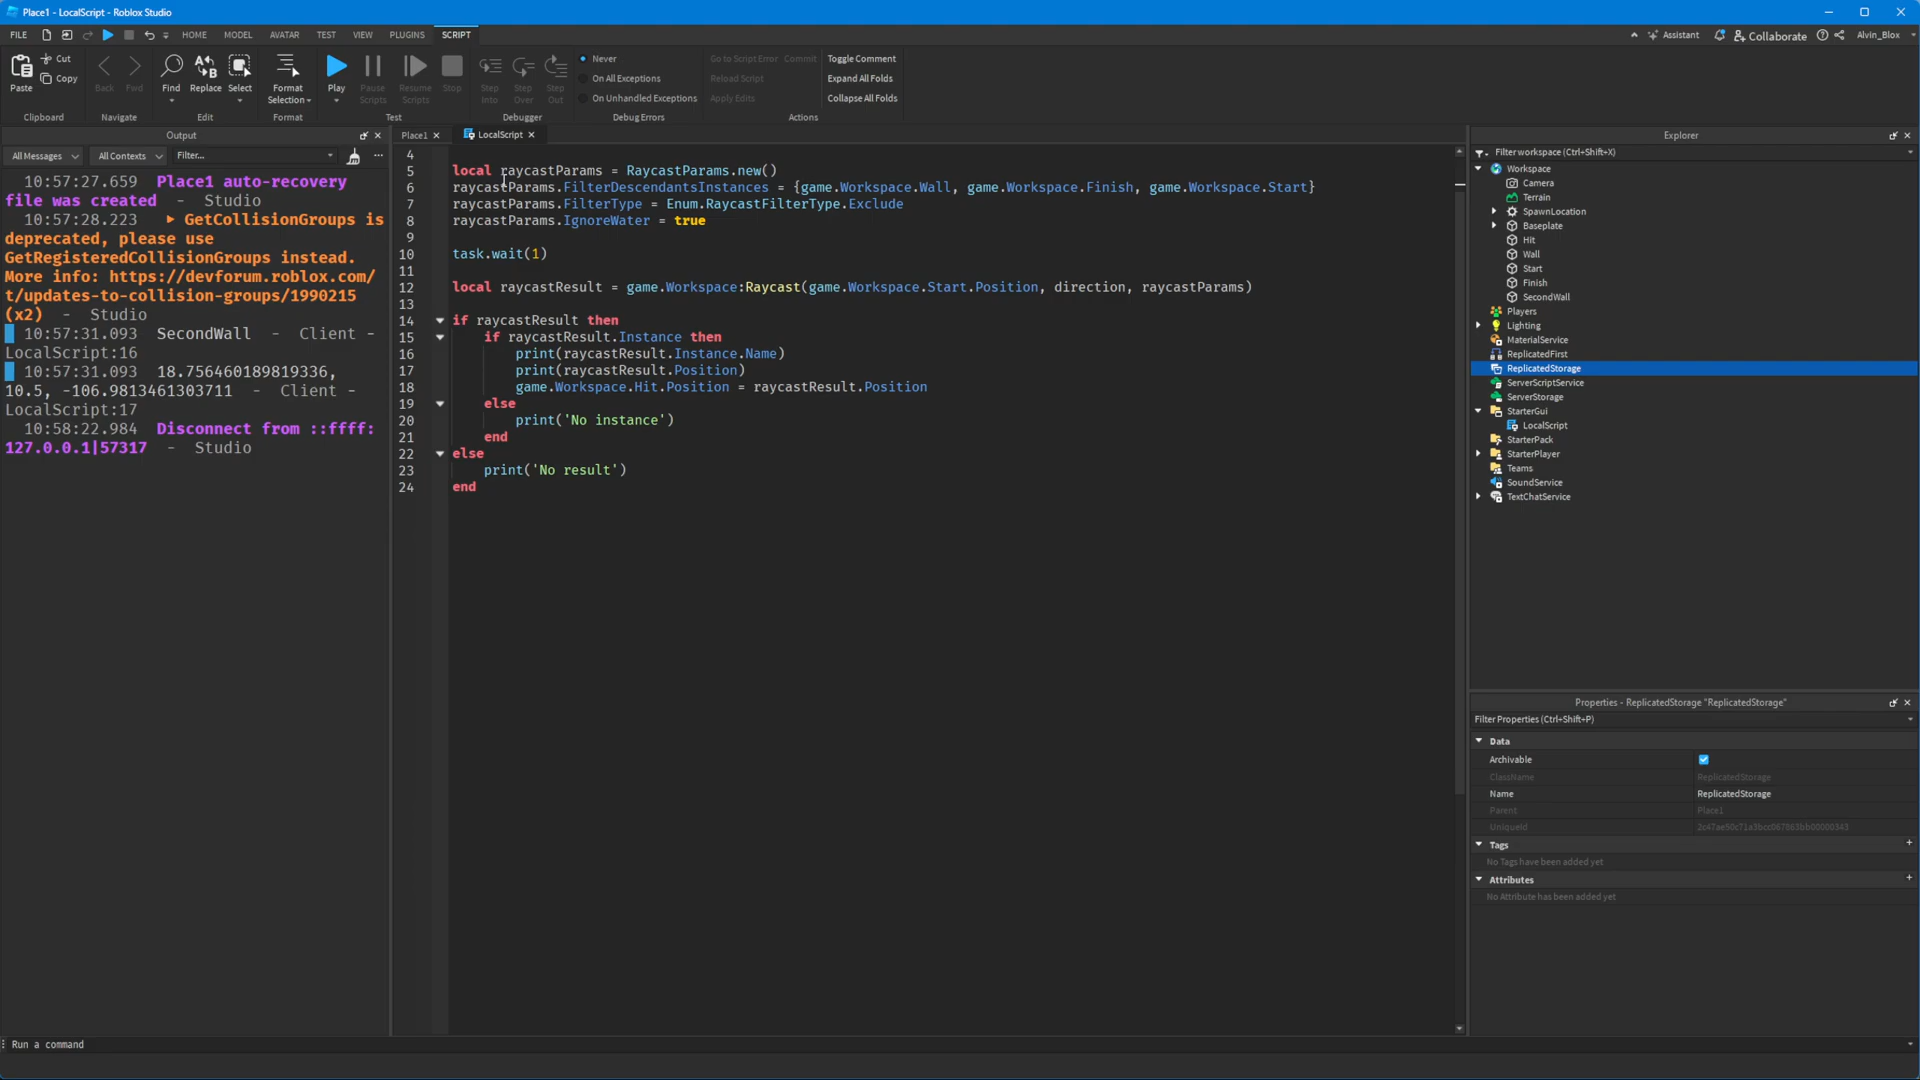 Place1 - LocalScript - Roblox Studio
FILE HOME MODEL AVATAR TEST VIEW PLUGINS SCRIPT
Assistant Collaborate Alvin_Blox
Paste Cut Copy
Back Fwd
Find Replace Select
Format Selection
Play Pause Scripts Resume Scripts Stop
Step Into Step Over Step Out
Never
On All Exceptions
On Unhandled Exceptions
Go to Script Error Commit
Reload Script
Apply Edits
Toggle Comment
Expand All Folds
Collapse All Folds
Clipboard Navigate Edit Format Test Debugger Debug Errors Actions
Output
All Messages All Contexts Filter...
10:57:27.659 Place1 auto-recovery
file was created - Studio
10:57:28.223 GetCollisionGroups is
deprecated, please use
GetRegisteredCollisionGroups instead.
More info: https://devforum.roblox.com/
t/updates-to-collision-groups/1990215
(x2) - Studio
10:57:31.093 SecondWall - Client -
LocalScript:16
10:57:31.093 18.756460189819336,
10.5, -106.9813461303711 - Client -
LocalScript:17
10:58:22.984 Disconnect from ::ffff:
127.0.0.1|57317 - Studio
Place1 LocalScript
4
5 local raycastParams = RaycastParams.new()
6 raycastParams.FilterDescendantsInstances = {game.Workspace.Wall, game.Workspace.Finish, game.Workspace.Start}
7 raycastParams.FilterType = Enum.RaycastFilterType.Exclude
8 raycastParams.IgnoreWater = true
9
10 task.wait(1)
11
12 local raycastResult = game.Workspace:Raycast(game.Workspace.Start.Position, direction, raycastParams)
13
14 if raycastResult then
15 if raycastResult.Instance then
16 print(raycastResult.Instance.Name)
17 print(raycastResult.Position)
18 game.Workspace.Hit.Position = raycastResult.Position
19 else
20 print('No instance')
21 end
22 else
23 print('No result')
24 end
Explorer
Filter workspace (Ctrl+Shift+X)
Workspace
Camera
Terrain
SpawnLocation
Baseplate
Hit
Wall
Start
Finish
SecondWall
Players
Lighting
MaterialService
ReplicatedFirst
ReplicatedStorage
ServerScriptService
ServerStorage
StarterGui
LocalScript
StarterPack
StarterPlayer
Teams
SoundService
TextChatService
Properties - ReplicatedStorage "ReplicatedStorage"
Filter Properties (Ctrl+Shift+P)
Data
Archivable
ClassName ReplicatedStorage
Name ReplicatedStorage
Parent Place1
UniqueId
Tags
No Tags have been added yet
Attributes
No Attribute has been added yet
Run a command